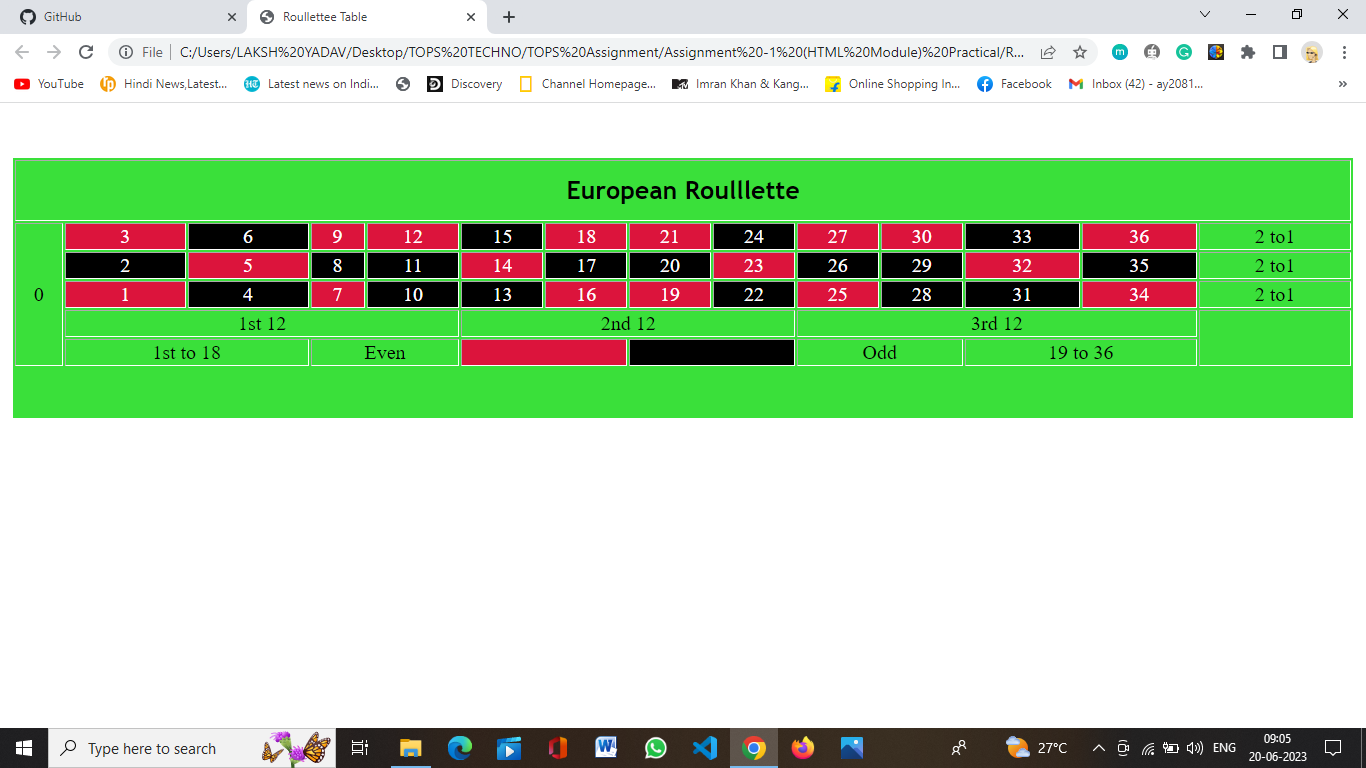 GitHub
Roullettee Table
File
C:/Users/LAKSH%20YADAV/Desktop/TOPS%20TECHNO/TOPS%20Assignment/Assignment%20-1%20(HTML%20Module)%20Practical/R...
YouTube Hindi News,Latest... Latest news on Indi... Discovery Channel Homepage... Imran Khan & Kang... Online Shopping In... Facebook Inbox (42) - ay2081... »
European Roulllette
3 6 9 12 15 18 21 24 27 30 33 36 2 to1
2 5 8 11 14 17 20 23 26 29 32 35 2 to1
0
1 4 7 10 13 16 19 22 25 28 31 34 2 to1
1st 12 2nd 12 3rd 12
1st to 18 Even Odd 19 to 36
Type here to search
27°C
ENG
09:05
20-06-2023